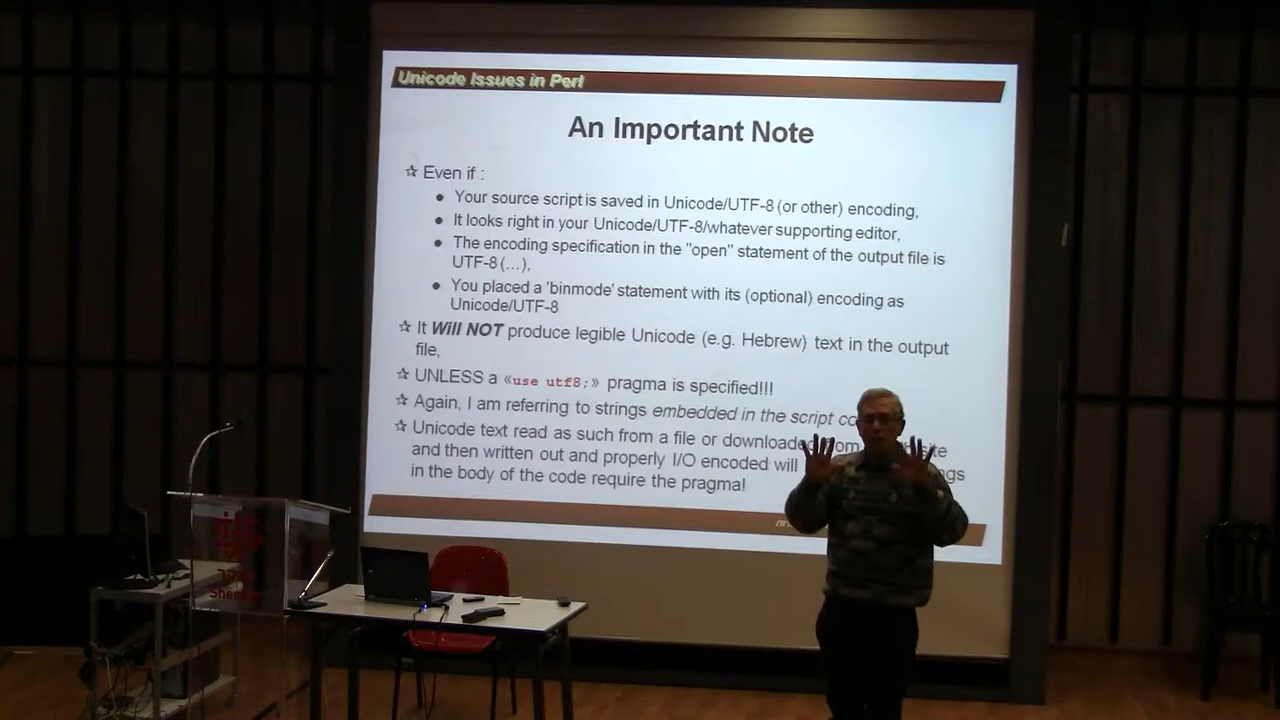 Unicode Issues in Perl
An Important Note
Even if :
Your source script is saved in Unicode/UTF-8 (or other) encoding,
It looks right in your Unicode/UTF-8/whatever supporting editor,
The encoding specification in the "open" statement of the output file is
UTF-8 (…),
You placed a 'binmode' statement with its (optional) encoding as
Unicode/UTF-8
It Will NOT produce legible Unicode (e.g. Hebrew) text in the output
file,
UNLESS a «use utf8;» pragma is specified!!!
Again, I am referring to strings embedded in the script
Unicode text read as such from a file or downloaded
and then written out and properly I/O encoded will
in the body of the code require the pragma!
שנקר